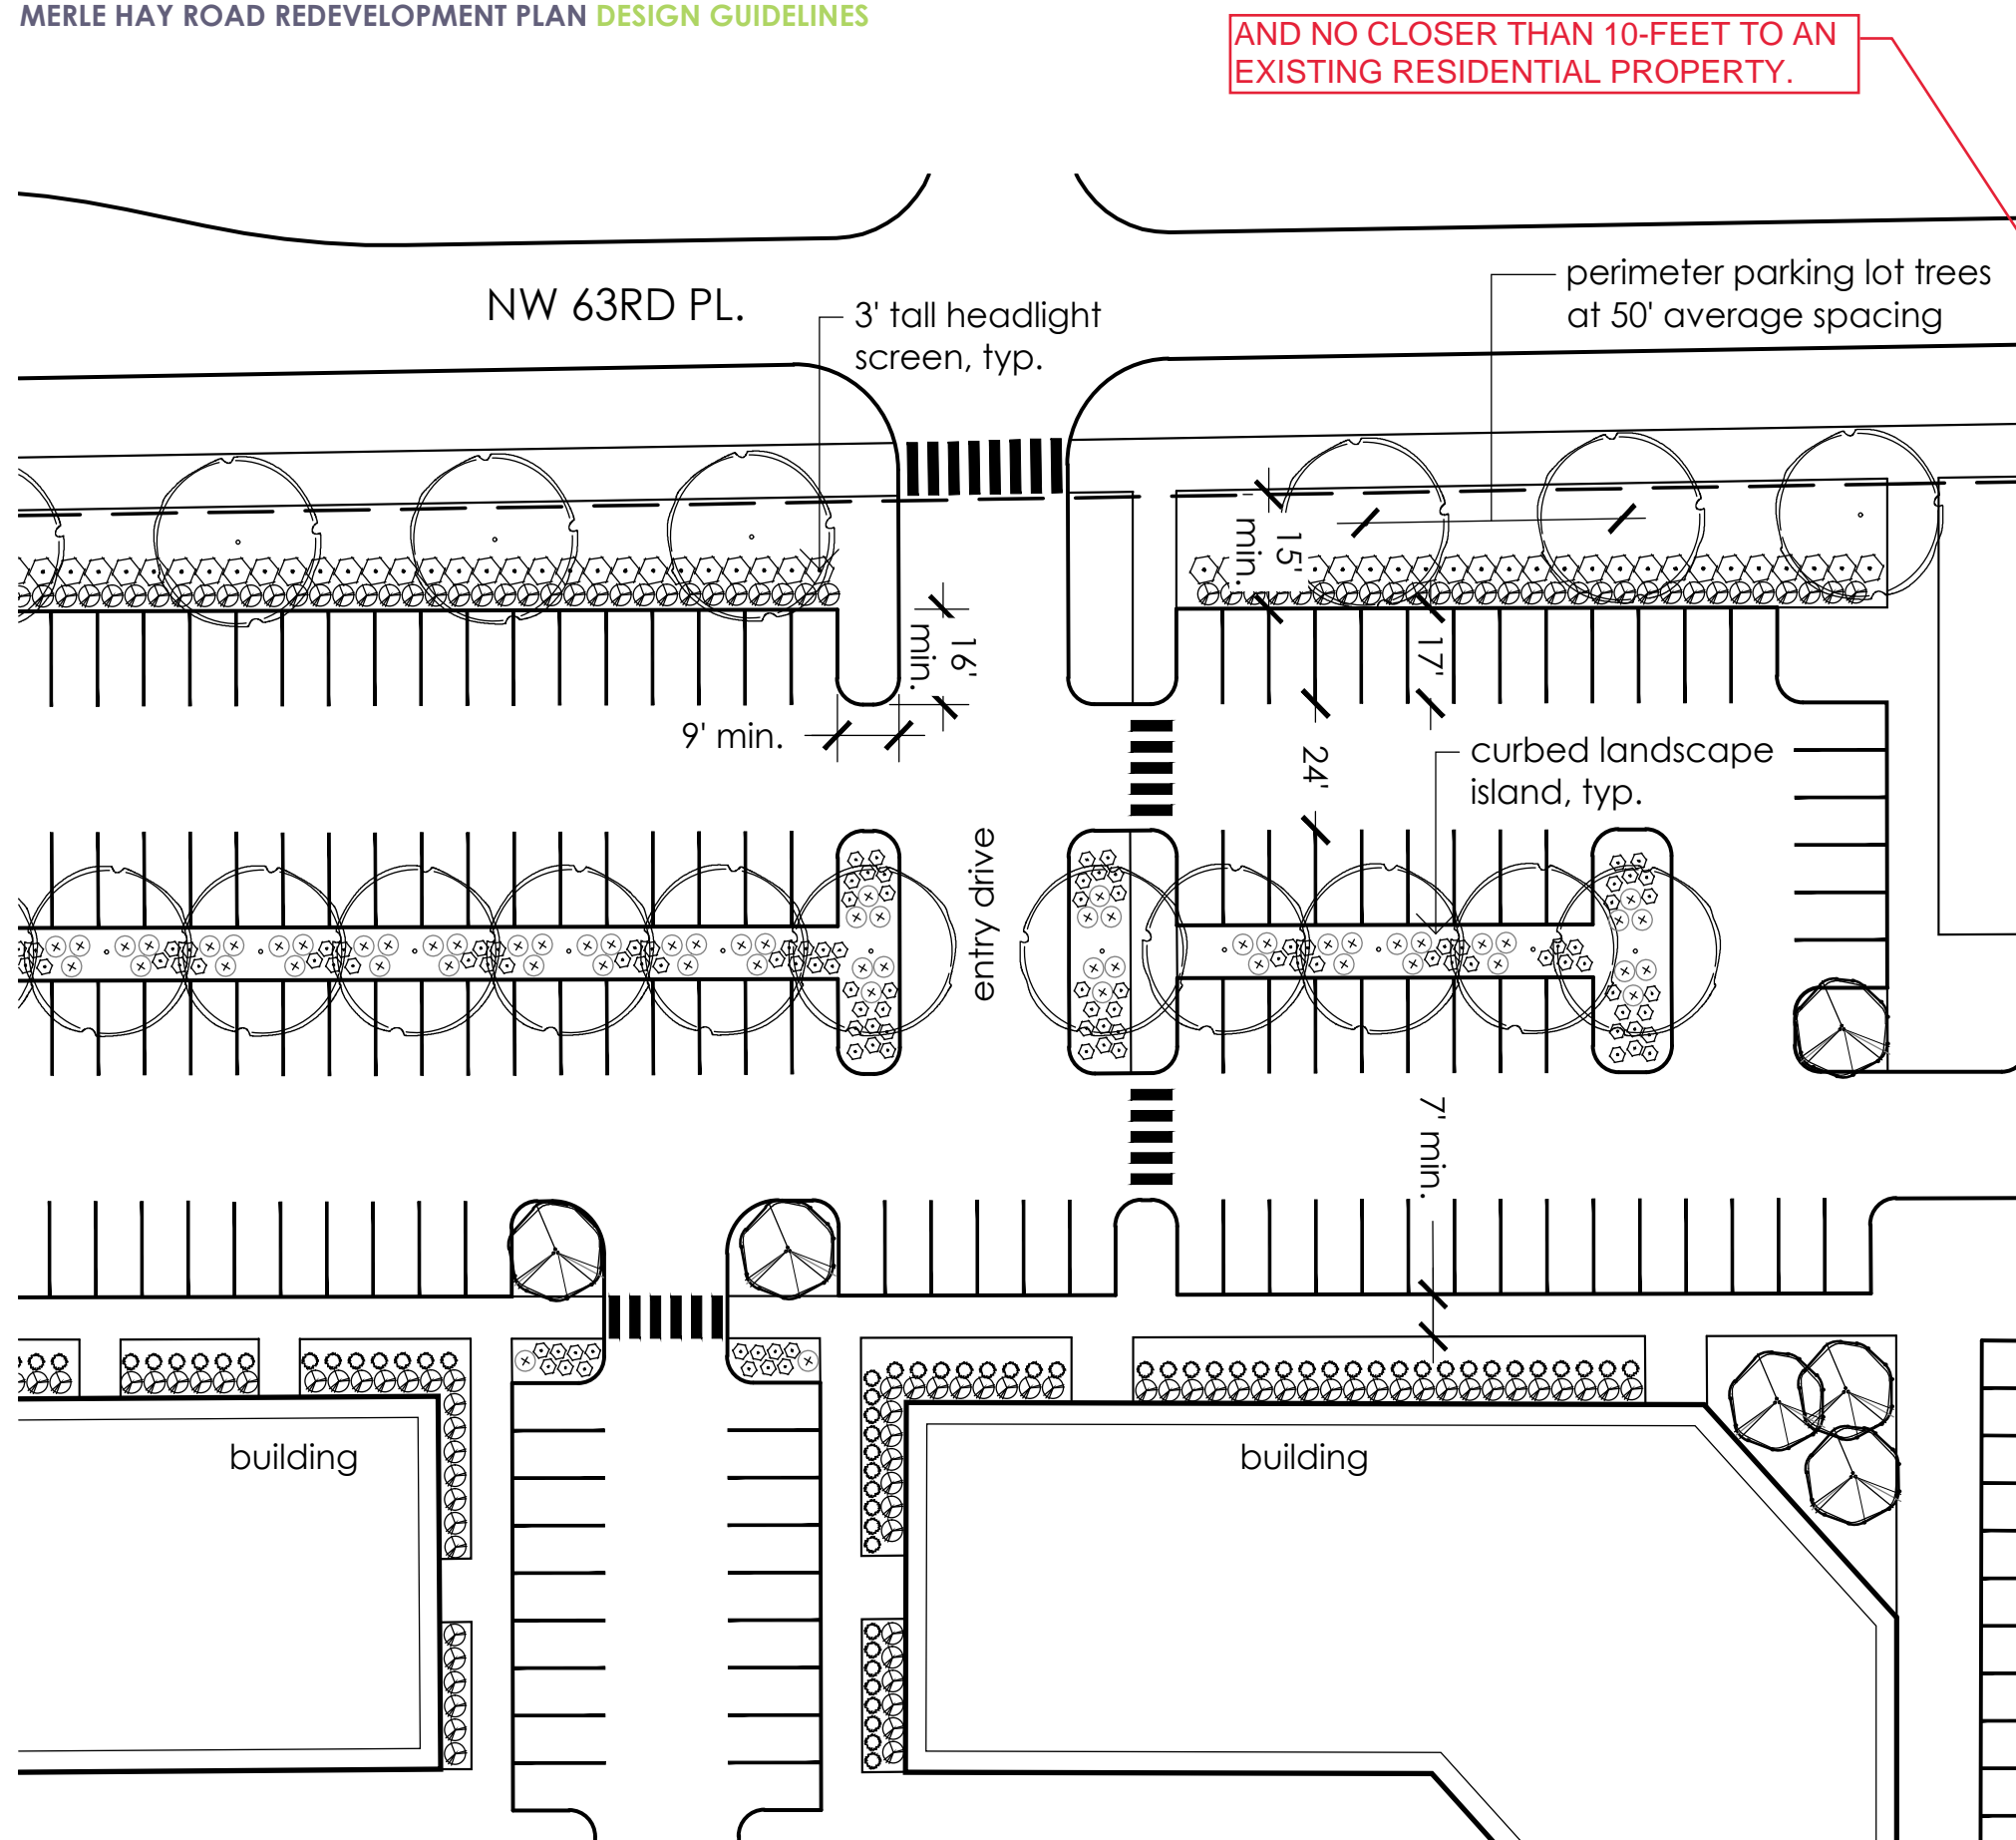 MERLE HAY ROAD REDEVELOPMENT PLAN DESIGN GUIDELINES
AND NO CLOSER THAN 10-FEET TO AN
EXISTING RESIDENTIAL PROPERTY.
perimeter parking lot trees
at 50' average spacing
NW 63RD PL.
3' tall headlight
screen, typ.
15'
min.
16'
min.
17'
9' min.
24'
curbed landscape
island, typ.
entry drive
7' min.
building
building